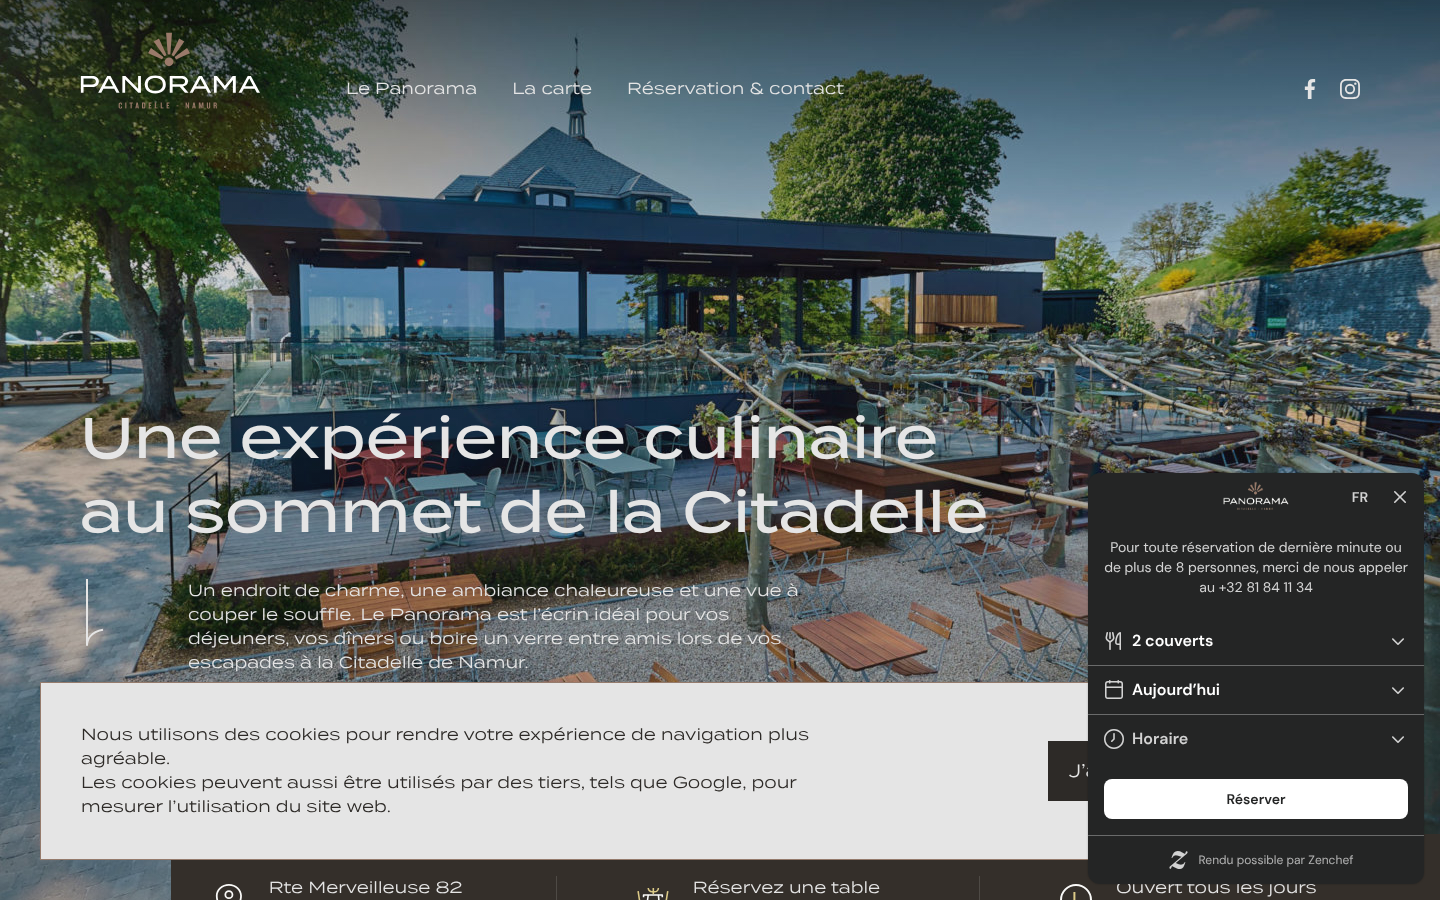 PANORAMA
CITADELLE - NAMUR
Le Panorama
La carte
Réservation & contact
Une expérience culinaire
au sommet de la Citadelle
Un endroit de charme, une ambiance chaleureuse et une vue à
couper le souffle. Le Panorama est l’écrin idéal pour vos
déjeuners, vos dîners ou boire un verre entre amis lors de vos
escapades à la Citadelle de Namur.
Nous utilisons des cookies pour rendre votre expérience de navigation plus
agréable.
Les cookies peuvent aussi être utilisés par des tiers, tels que Google, pour
mesurer l’utilisation du site web.
PANORAMA
FR
Pour toute réservation de dernière minute ou
de plus de 8 personnes, merci de nous appeler
au +32 81 84 11 34
2 couverts
Aujourd’hui
Horaire
Réserver
Rendu possible par Zenchef
Rte Merveilleuse 82
Réservez une table
Ouvert tous les jours